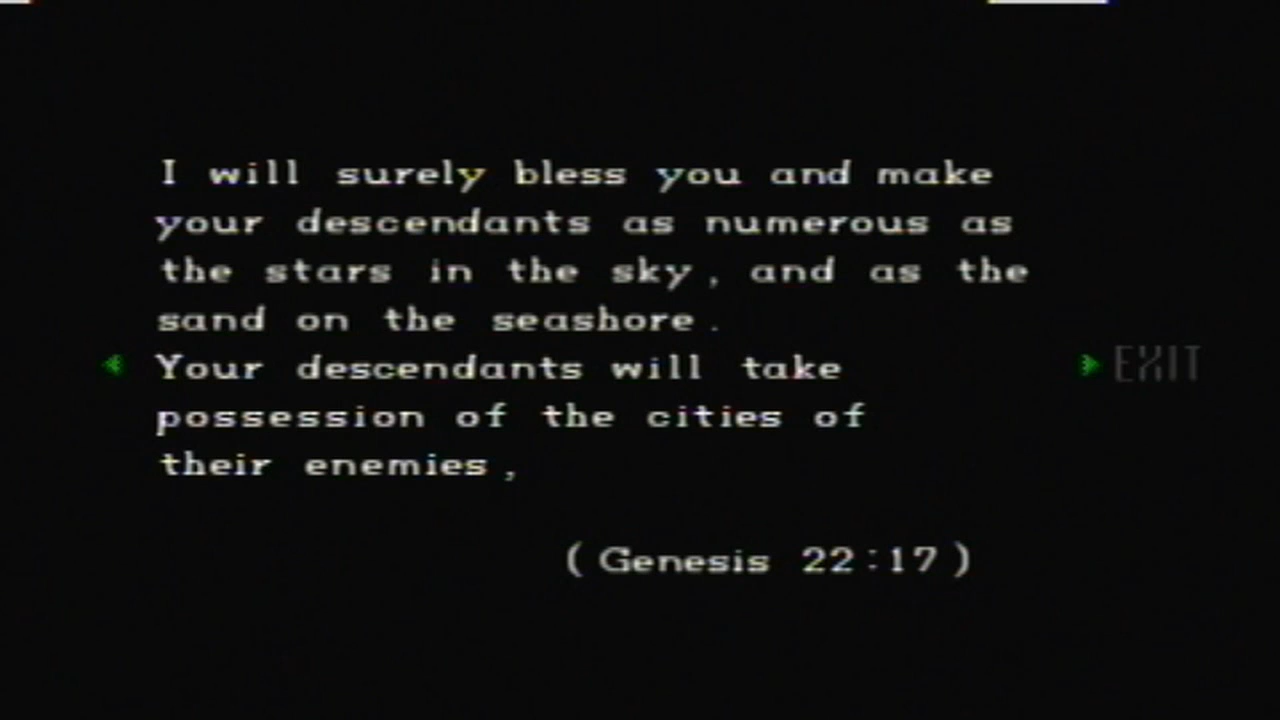 I will surely bless you and make
your descendants as numerous as
the stars in the sky, and as the
sand on the seashore.
Your descendants will take
possession of the cities of
their enemies,
EXIT
(Genesis 22:17)